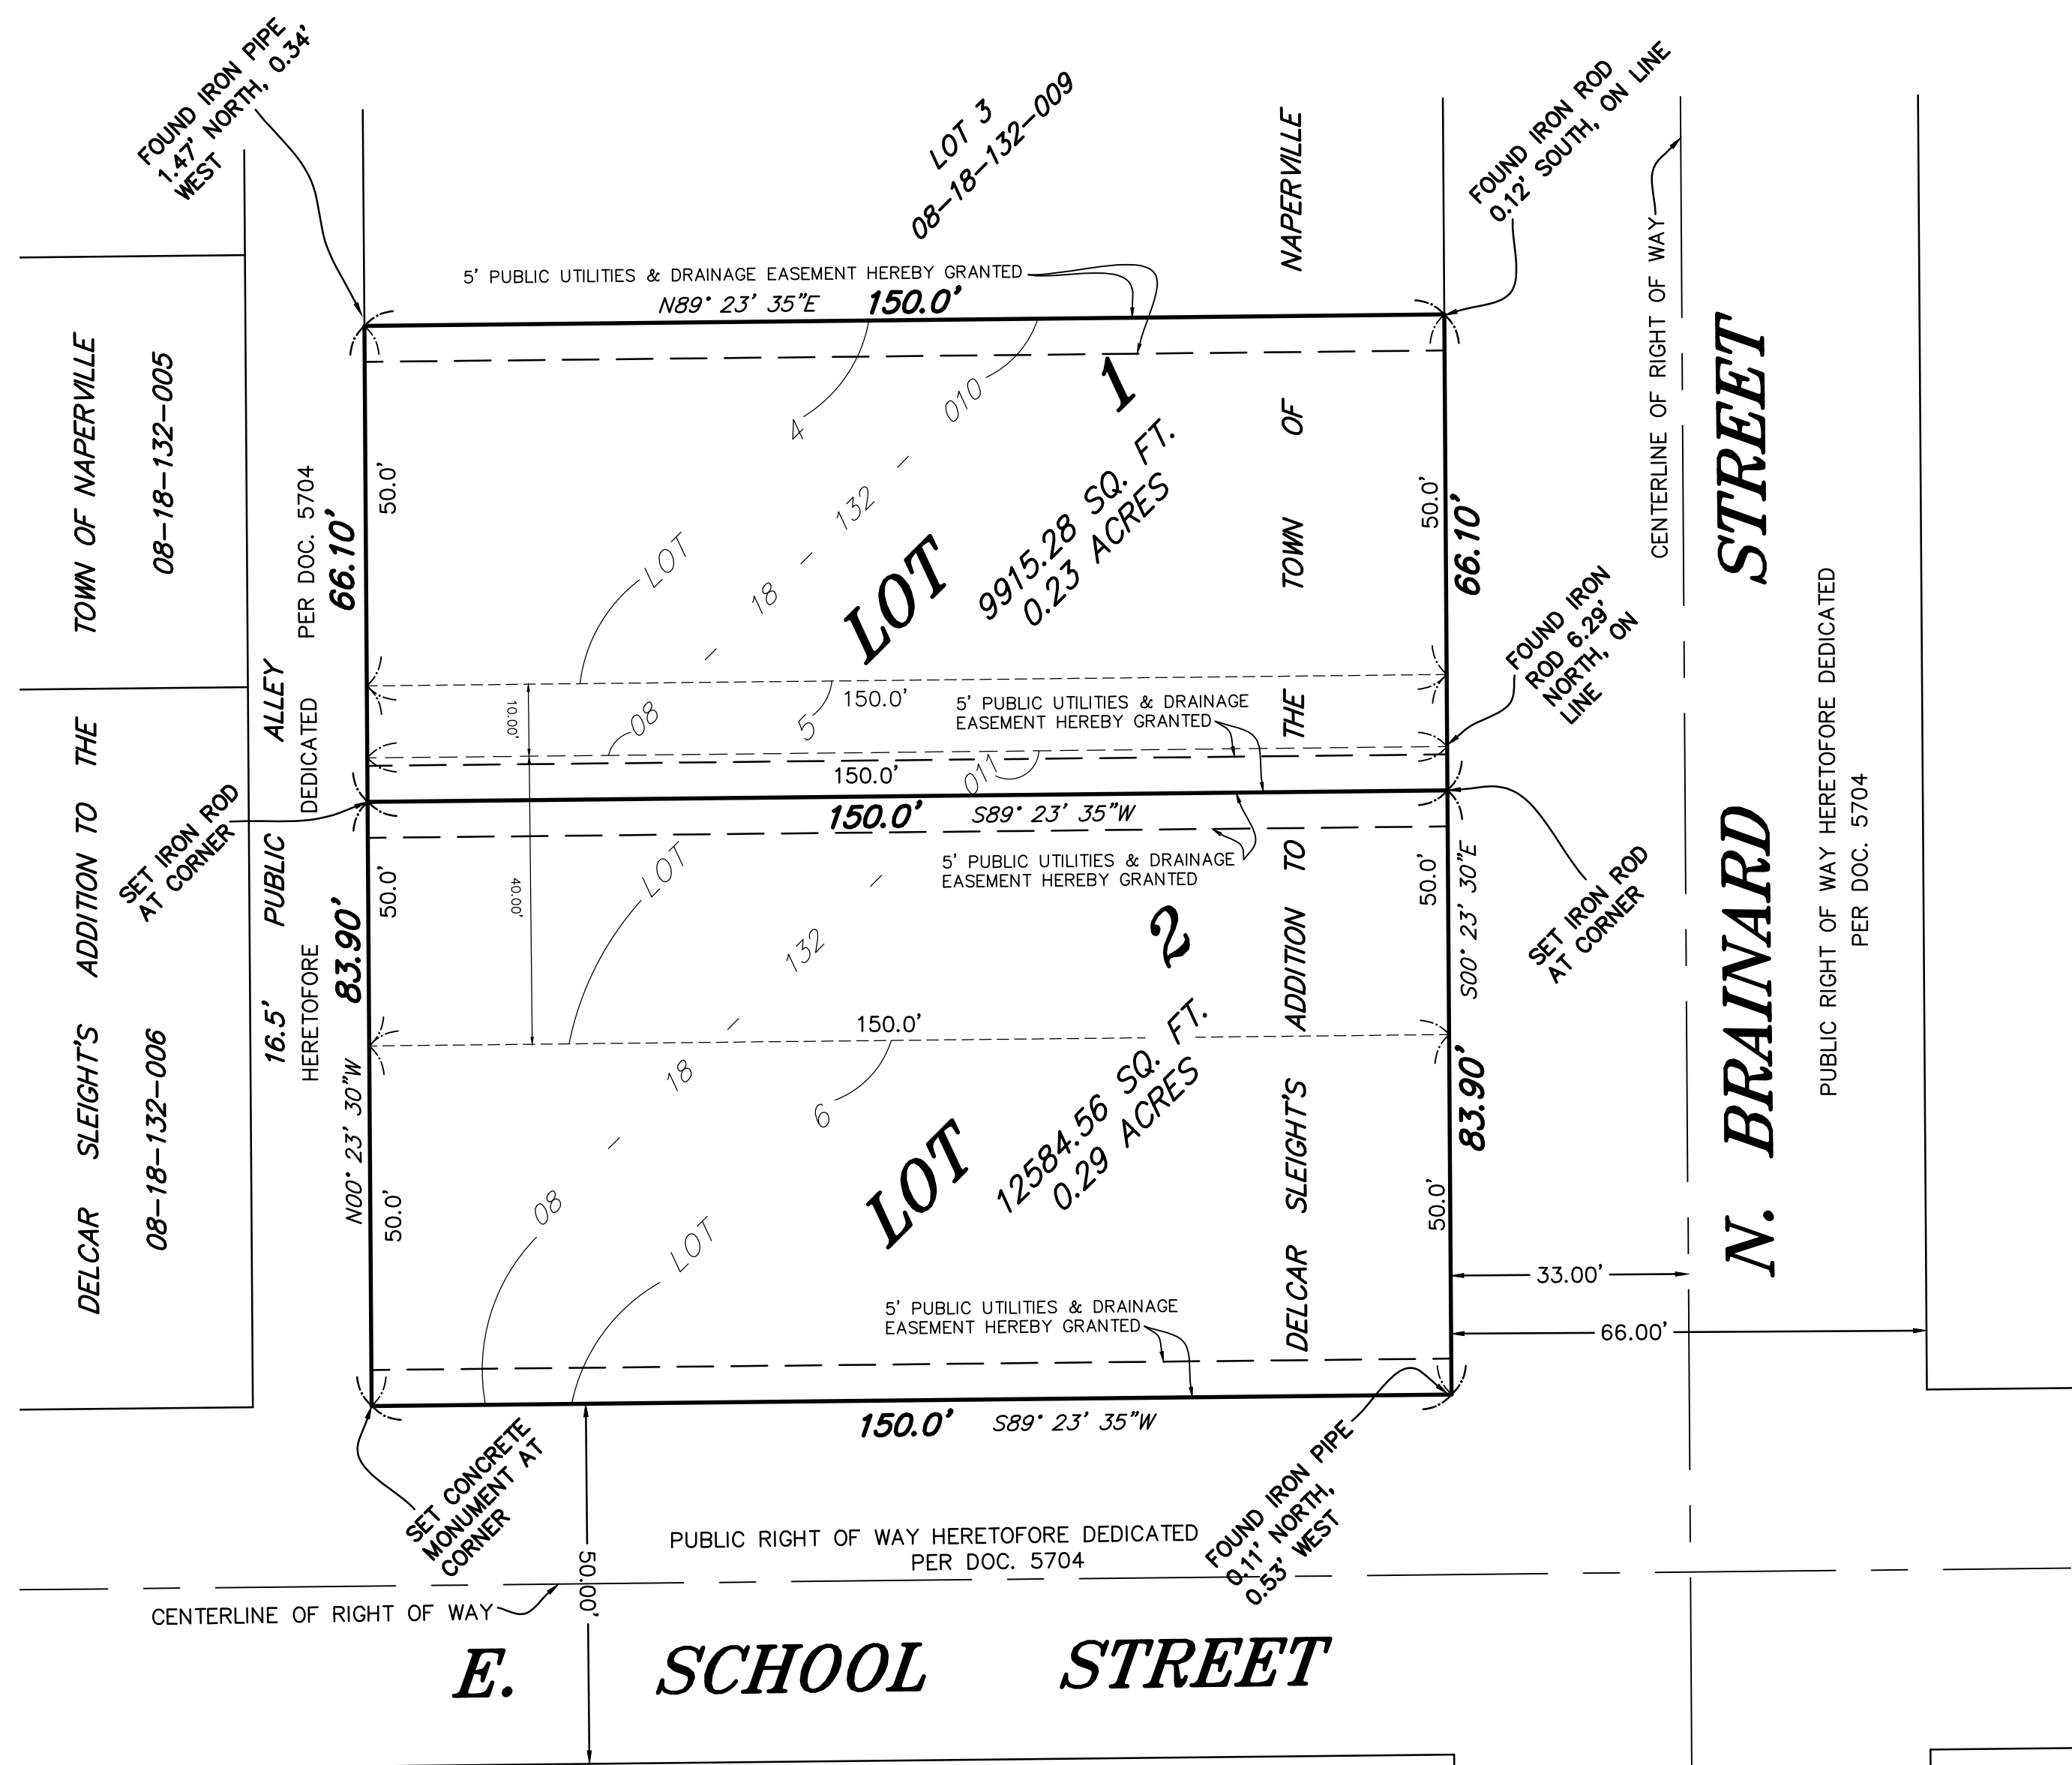 FOUND IRON PIPE
1.47' NORTH, 0.34'
WEST
LOT 3
08-18-132-009
NAPERVILLE
FOUND IRON ROD
0.12' SOUTH, ON LINE
5' PUBLIC UTILITIES & DRAINAGE EASEMENT HEREBY GRANTED
N89° 23' 35"E 150.0'
CENTERLINE OF RIGHT OF WAY
TOWN OF NAPERVILLE
08-18-132-005
DELCAR SLEIGHT'S ADDITION TO THE
08-18-132-006
16.5' PUBLIC ALLEY
HERETOFORE DEDICATED PER DOC. 5704
66.10'
50.0'
4
LOT
08 - 18 - 132 - 010
LOT 1
9915.28 SQ. FT.
0.23 ACRES
50.0'
66.10'
DELCAR SLEIGHT'S ADDITION TO THE TOWN OF
N. BRAINARD STREET
PUBLIC RIGHT OF WAY HERETOFORE DEDICATED
PER DOC. 5704
FOUND IRON
ROD 6.29'
NORTH, ON
LINE
10.00'
5
150.0'
5' PUBLIC UTILITIES & DRAINAGE
EASEMENT HEREBY GRANTED
150.0'
SET IRON ROD
AT CORNER
150.0' S89° 23' 35"W
5' PUBLIC UTILITIES & DRAINAGE
EASEMENT HEREBY GRANTED
SET IRON ROD
AT CORNER
50.0'
40.00'
LOT
83.90'
08 - 18 - 132 - 011
50.0'
S00° 23' 30"E
150.0'
6
LOT
LOT 2
12584.56 SQ. FT.
0.29 ACRES
N00° 23' 30"W
50.0'
50.0'
83.90'
33.00'
66.00'
5' PUBLIC UTILITIES & DRAINAGE
EASEMENT HEREBY GRANTED
150.0' S89° 23' 35"W
SET CONCRETE
MONUMENT AT
CORNER
FOUND IRON PIPE
0.11' NORTH,
0.53' WEST
50.00'
PUBLIC RIGHT OF WAY HERETOFORE DEDICATED
PER DOC. 5704
CENTERLINE OF RIGHT OF WAY
E. SCHOOL STREET